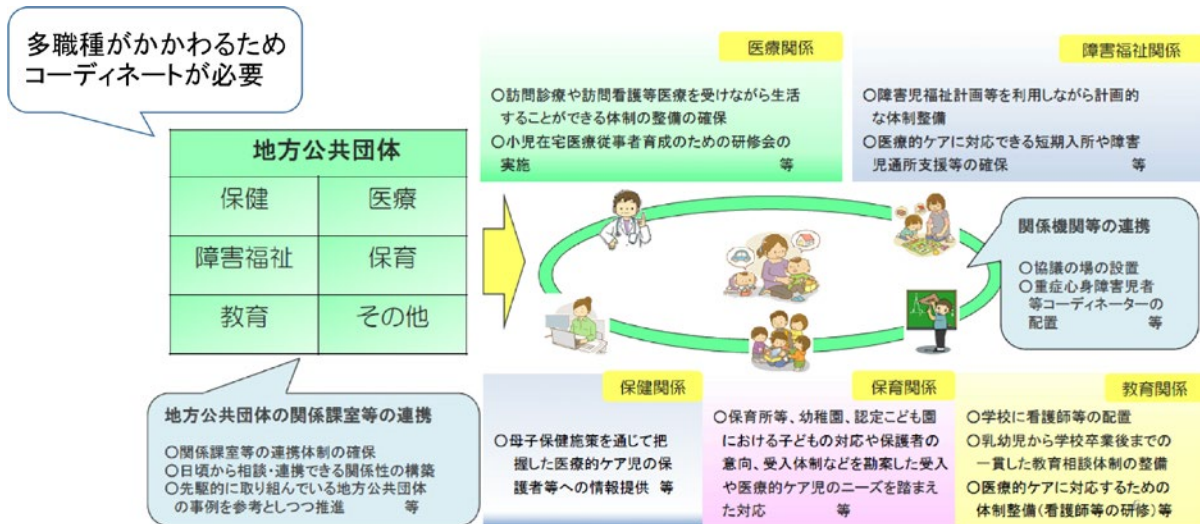 多職種がかかわるため
コーディネートが必要
地方公共団体
保健 医療
障害福祉 保育
教育 その他
地方公共団体の関係課室等の連携
○関係課室等の連携体制の確保
○日頃から相談・連携できる関係性の構築
○先駆的に取り組んでいる地方公共団体
の事例を参考としつつ推進 等
医療関係
○訪問診療や訪問看護等医療を受けながら生活
することができる体制の整備の確保
○小児在宅医療従事者育成のための研修会の
実施 等
障害福祉関係
○障害児福祉計画等を利用しながら計画的
な体制整備
○医療的ケアに対応できる短期入所や障害
児通所支援等の確保 等
関係機関等の連携
○協議の場の設置
○重症心身障害児者
等コーディネーターの
配置 等
保健関係
○母子保健施策を通じて把
握した医療的ケア児の保
護者等への情報提供 等
保育関係
○保育所等、幼稚園、認定こども園
における子どもの対応や保護者の
意向、受入体制などを勘案した受入
や医療的ケア児のニーズを踏まえ
た対応 等
教育関係
○学校に看護師等の配置
○乳幼児から学校卒業後までの
一貫した教育相談体制の整備
○医療的ケアに対応するための
体制整備(看護師等の研修)等